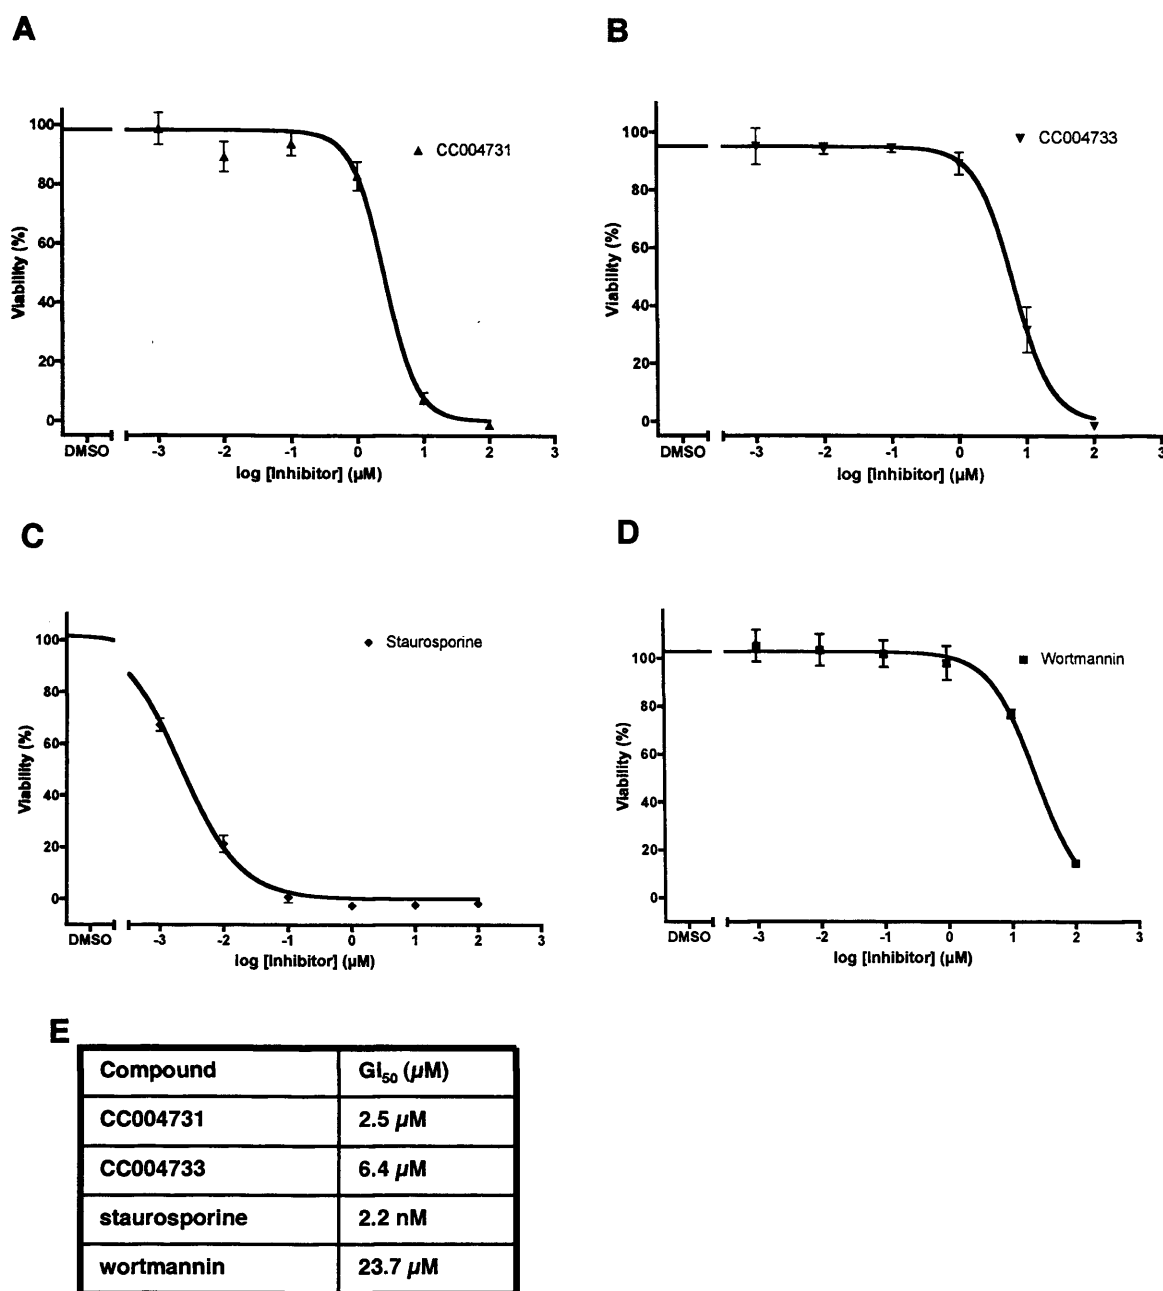 A
Viability (%)
100
80
60
40
20
0
CC004731
DMSO -3 -2 -1 0 1 2 3
log [Inhibitor] (µM)
B
Viability (%)
100
80
60
40
20
0
CC004733
DMSO -3 -2 -1 0 1 2 3
log [Inhibitor] (µM)
C
Viability (%)
100
80
60
40
20
0
Staurosporine
DMSO -3 -2 -1 0 1 2 3
log [Inhibitor] (µM)
D
Viability (%)
100
80
60
40
20
0
Wortmannin
DMSO -3 -2 -1 0 1 2 3
log [Inhibitor] (µM)
E
Compound GI50 (µM)
CC004731 2.5 µM
CC004733 6.4 µM
staurosporine 2.2 nM
wortmannin 23.7 µM